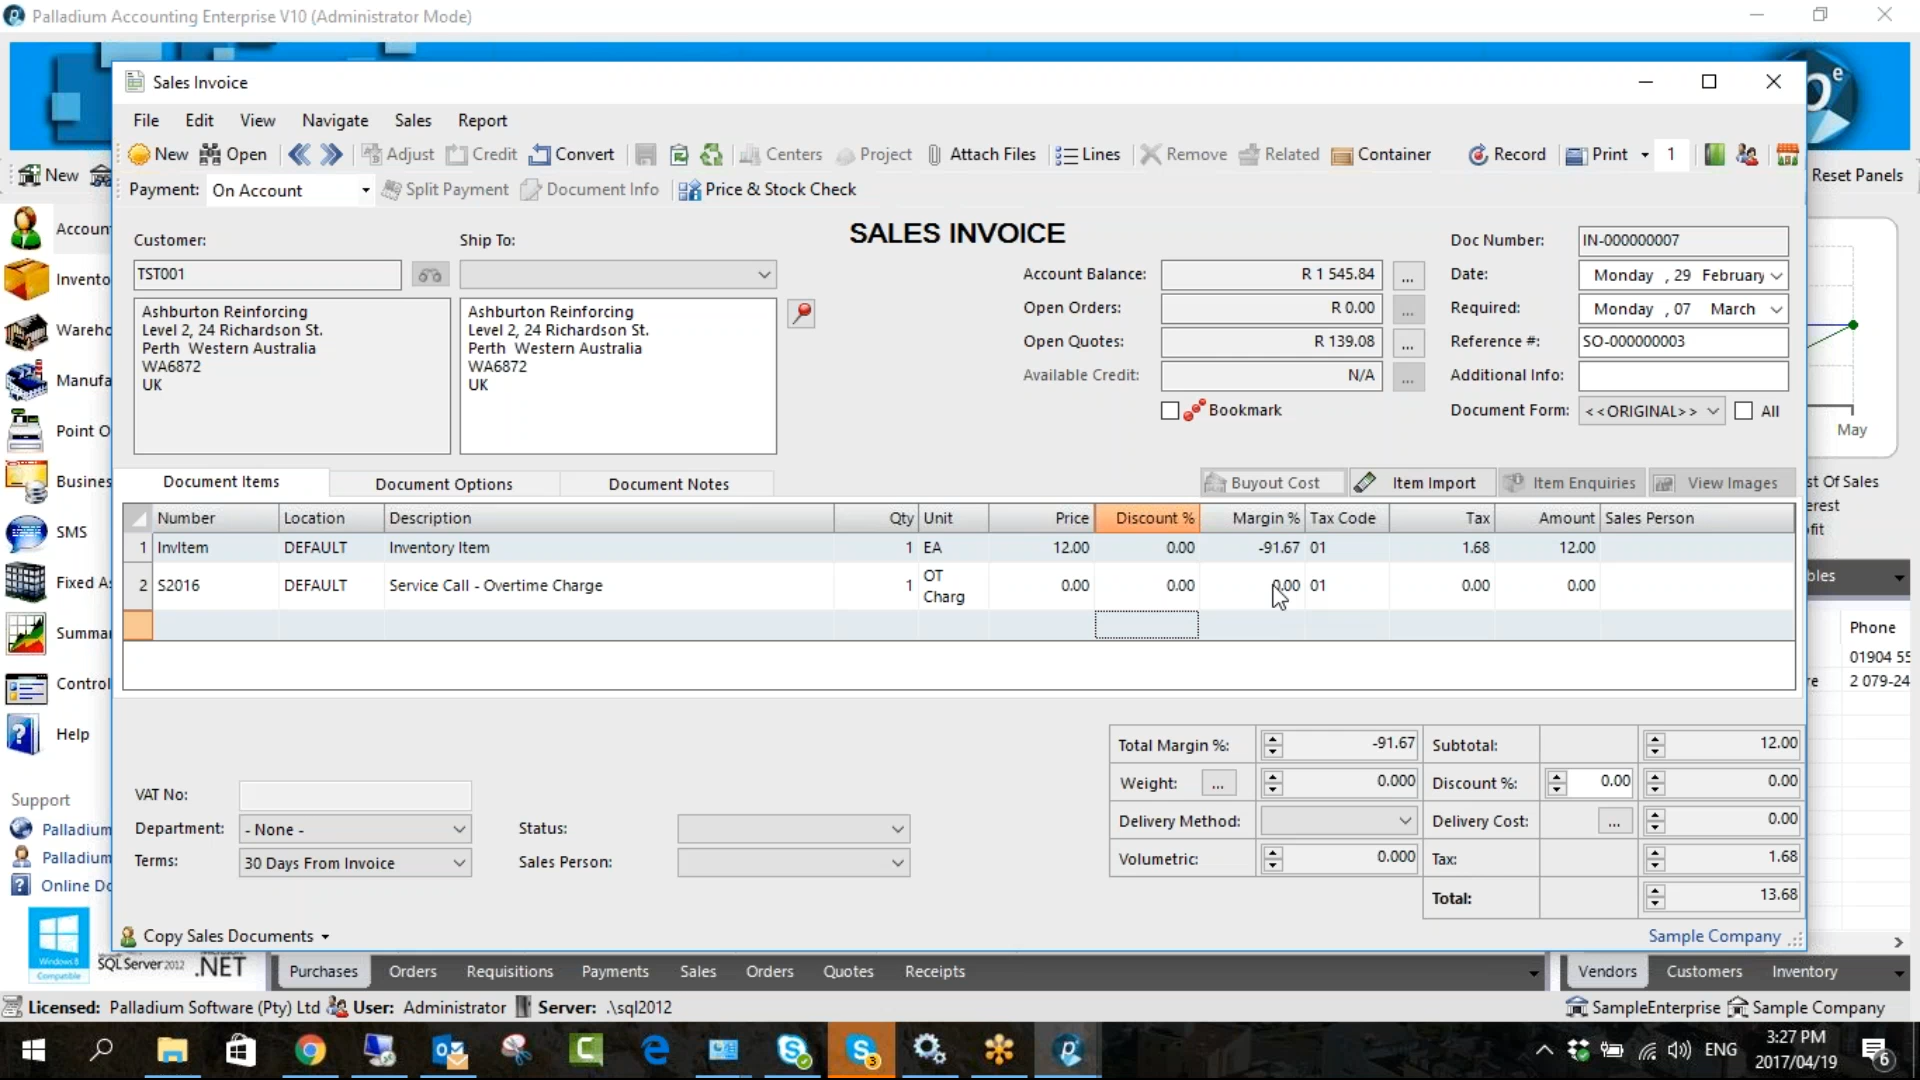 Palladium Accounting Enterprise V10 (Administrator Mode)
Sales Invoice
File Edit View Navigate Sales Report
New Open Adjust Credit Convert Centers Project Attach Files Lines Remove Related Container Record Print 1
New
Reset Panels
Payment: On Account Split Payment Document Info Price & Stock Check
SALES INVOICE
Customer:
Ship To:
TST001
Ashburton Reinforcing
Level 2, 24 Richardson St.
Perth Western Australia
WA6872
UK
Ashburton Reinforcing
Level 2, 24 Richardson St.
Perth Western Australia
WA6872
UK
Account Balance: R 1 545.84 ...
Open Orders: R 0.00 ...
Open Quotes: R 139.08 ...
Available Credit: N/A ...
Bookmark
Doc Number: IN-000000007
Date: Monday , 29 February
Required: Monday , 07 March
Reference #: SO-000000003
Additional Info:
Document Form: <<ORIGINAL>> All
Document Items Document Options Document Notes
Buyout Cost Item Import Item Enquiries View Images
Number Location Description Qty Unit Price Discount % Margin % Tax Code Tax Amount Sales Person
1 InvItem DEFAULT Inventory Item 1 EA 12.00 0.00 -91.67 01 1.68 12.00
2 S2016 DEFAULT Service Call - Overtime Charge 1 OT Charg 0.00 0.00 0.00 01 0.00 0.00
Total Margin %: -91.67 Subtotal: 12.00
Weight: ... 0.000 Discount %: 0.00 0.00
Delivery Method: Delivery Cost: ... 0.00
Volumetric: 0.000 Tax: 1.68
Total: 13.68
VAT No:
Department: - None - Status:
Terms: 30 Days From Invoice Sales Person:
Copy Sales Documents
Sample Company
Accoun
Invento
Wareho
Manufa
Point O
Busines
SMS
Fixed A
Summa
Control
Help
Support
Palladium
Palladium
Online Do
Windows 8
Compatible
SQL Server 2012
.NET
May
st Of Sales
erest
fit
bles
Phone
01904 55
re 2 079-24
Purchases Orders Requisitions Payments Sales Orders Quotes Receipts
Vendors Customers Inventory
Licensed: Palladium Software (Pty) Ltd User: Administrator Server: .\sql2012
SampleEnterprise Sample Company
ENG
3:27 PM
2017/04/19
3
6